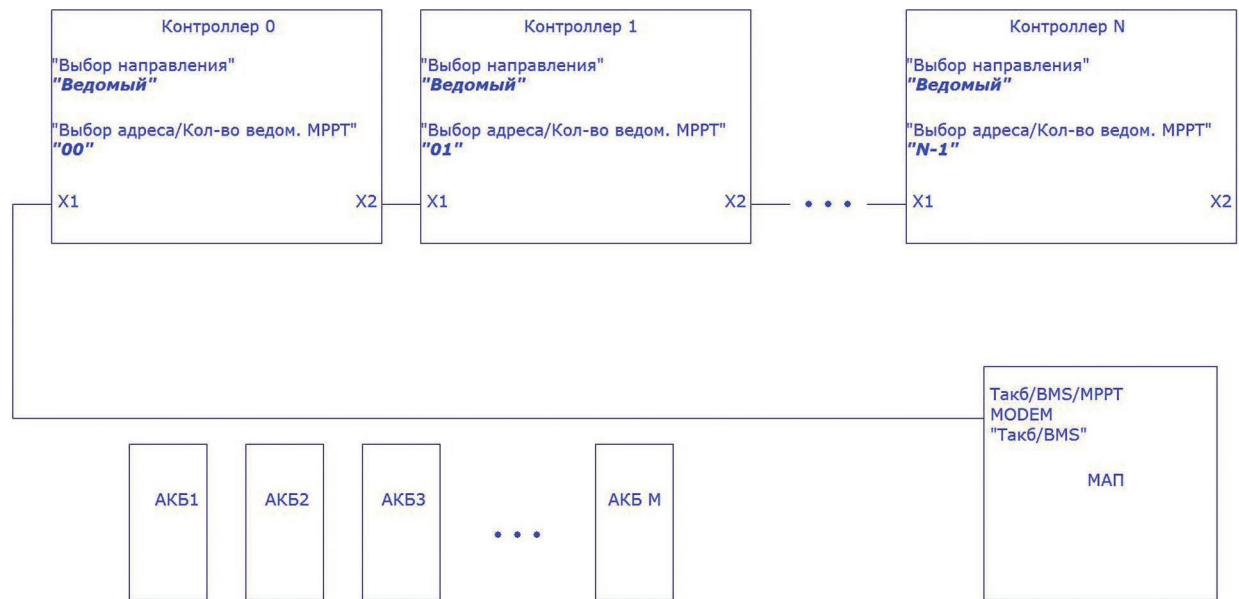 Контроллер 0
"Выбор направления"
"Ведомый"
"Выбор адреса/Кол-во ведом. MPPT"
"00"
X1
X2
Контроллер 1
"Выбор направления"
"Ведомый"
"Выбор адреса/Кол-во ведом. MPPT"
"01"
X1
X2
Контроллер N
"Выбор направления"
"Ведомый"
"Выбор адреса/Кол-во ведом. MPPT"
"N-1"
X1
X2
Такб/BMS/MPPT
MODEM
"Такб/BMS"
МАП
АКБ1
АКБ2
АКБ3
АКБ М